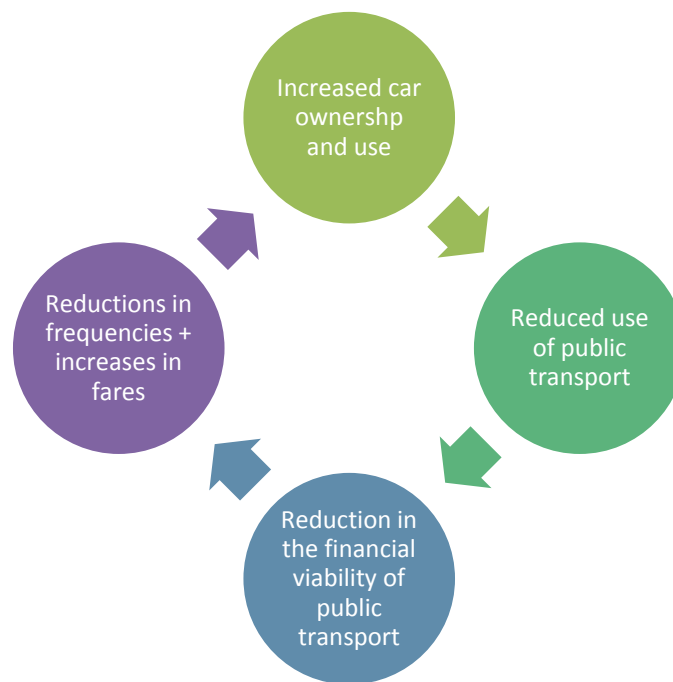 Increased car
ownershp
and use
Reduced use
of public
transport
Reduction in
the financial
viability of
public
transport
Reductions in
frequencies +
increases in
fares